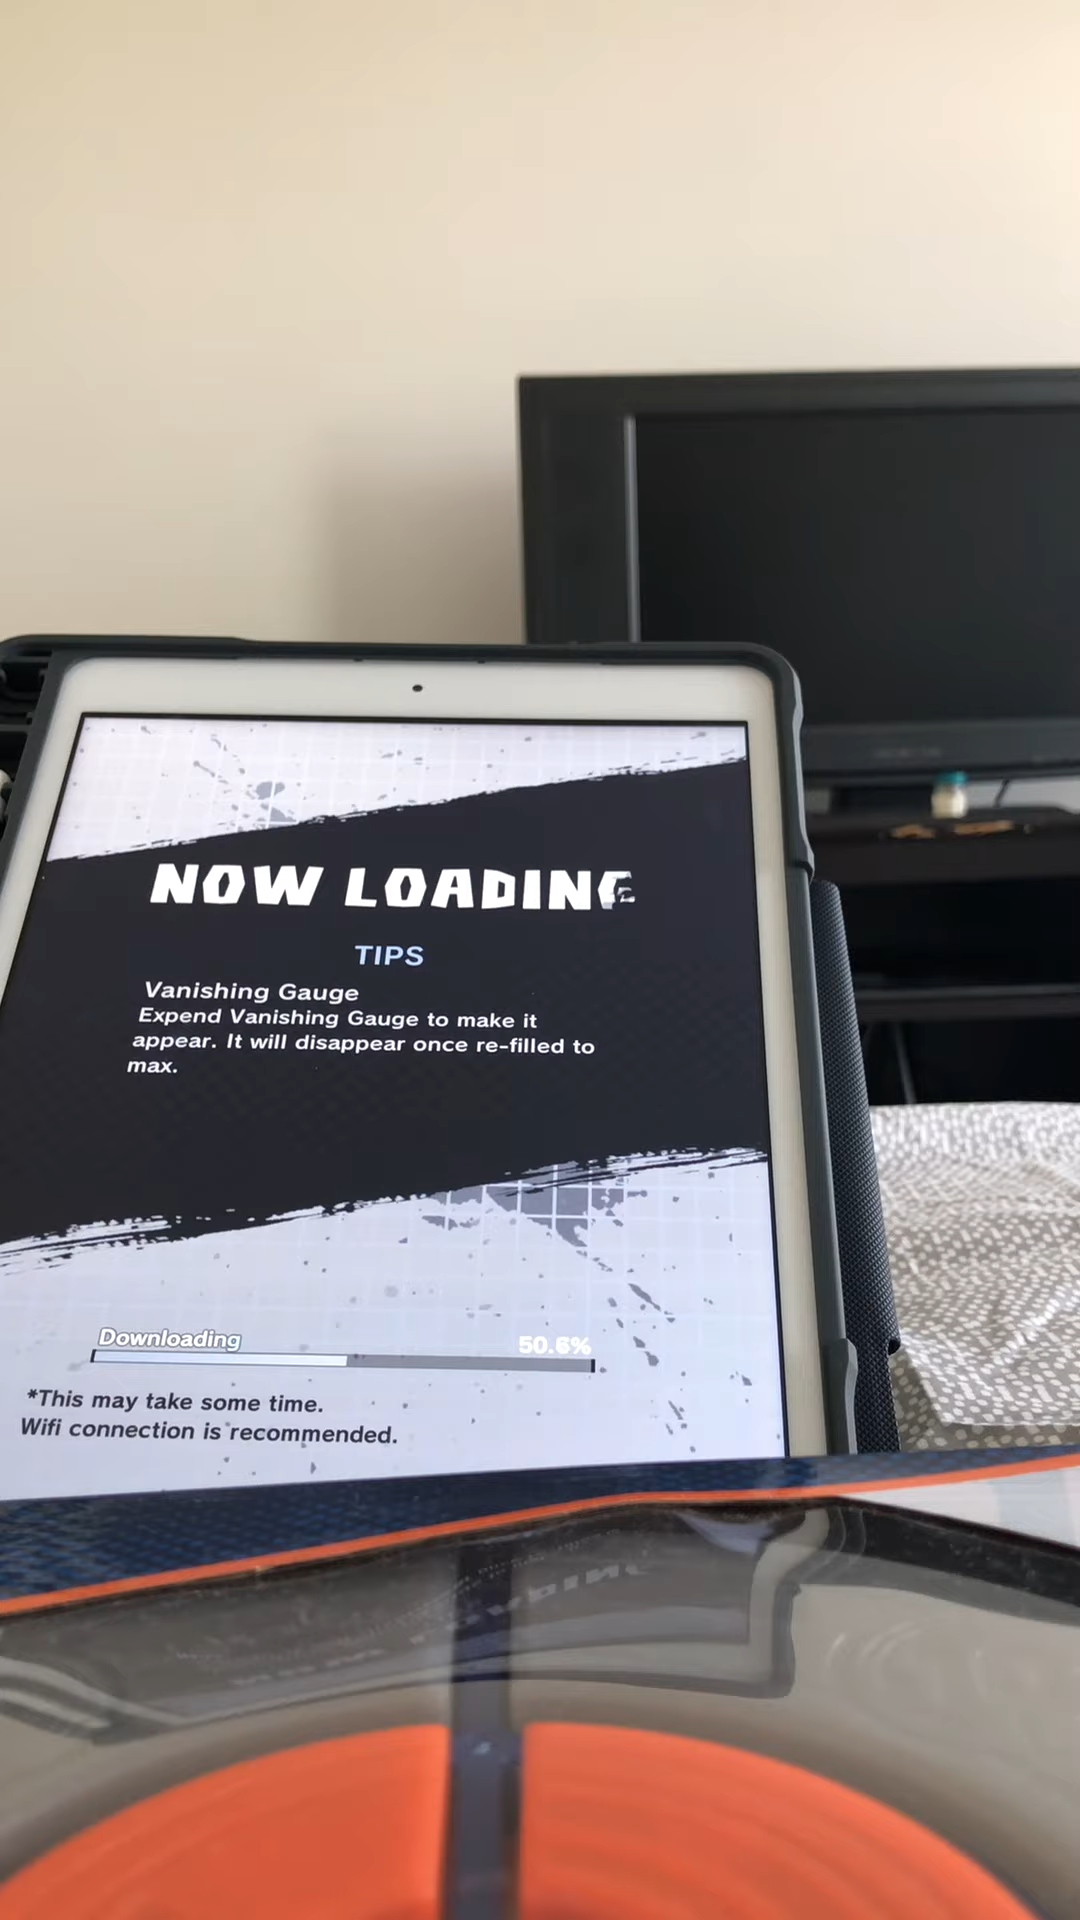 NOW LOADING
TIPS
Vanishing Gauge
Expend Vanishing Gauge to make it
appear. It will disappear once re-filled to
max.
Downloading
50.6%
*This may take some time.
Wifi connection is recommended.